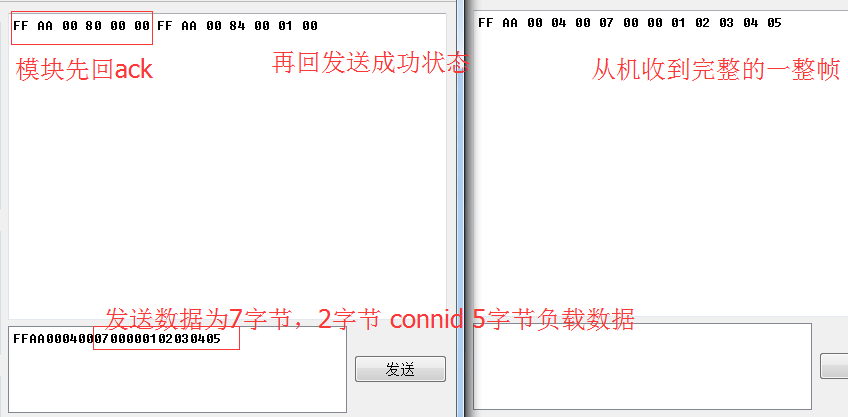 FF AA 00 80 00 00 FF AA 00 84 00 01 00
模块先回ack
再回发送成功状态
FF AA 00 04 00 07 00 00 01 02 03 04 05
从机收到完整的一整帧
发送数据为7字节，2字节 connid 5字节负载数据
FFAA0004000700000102030405
发送